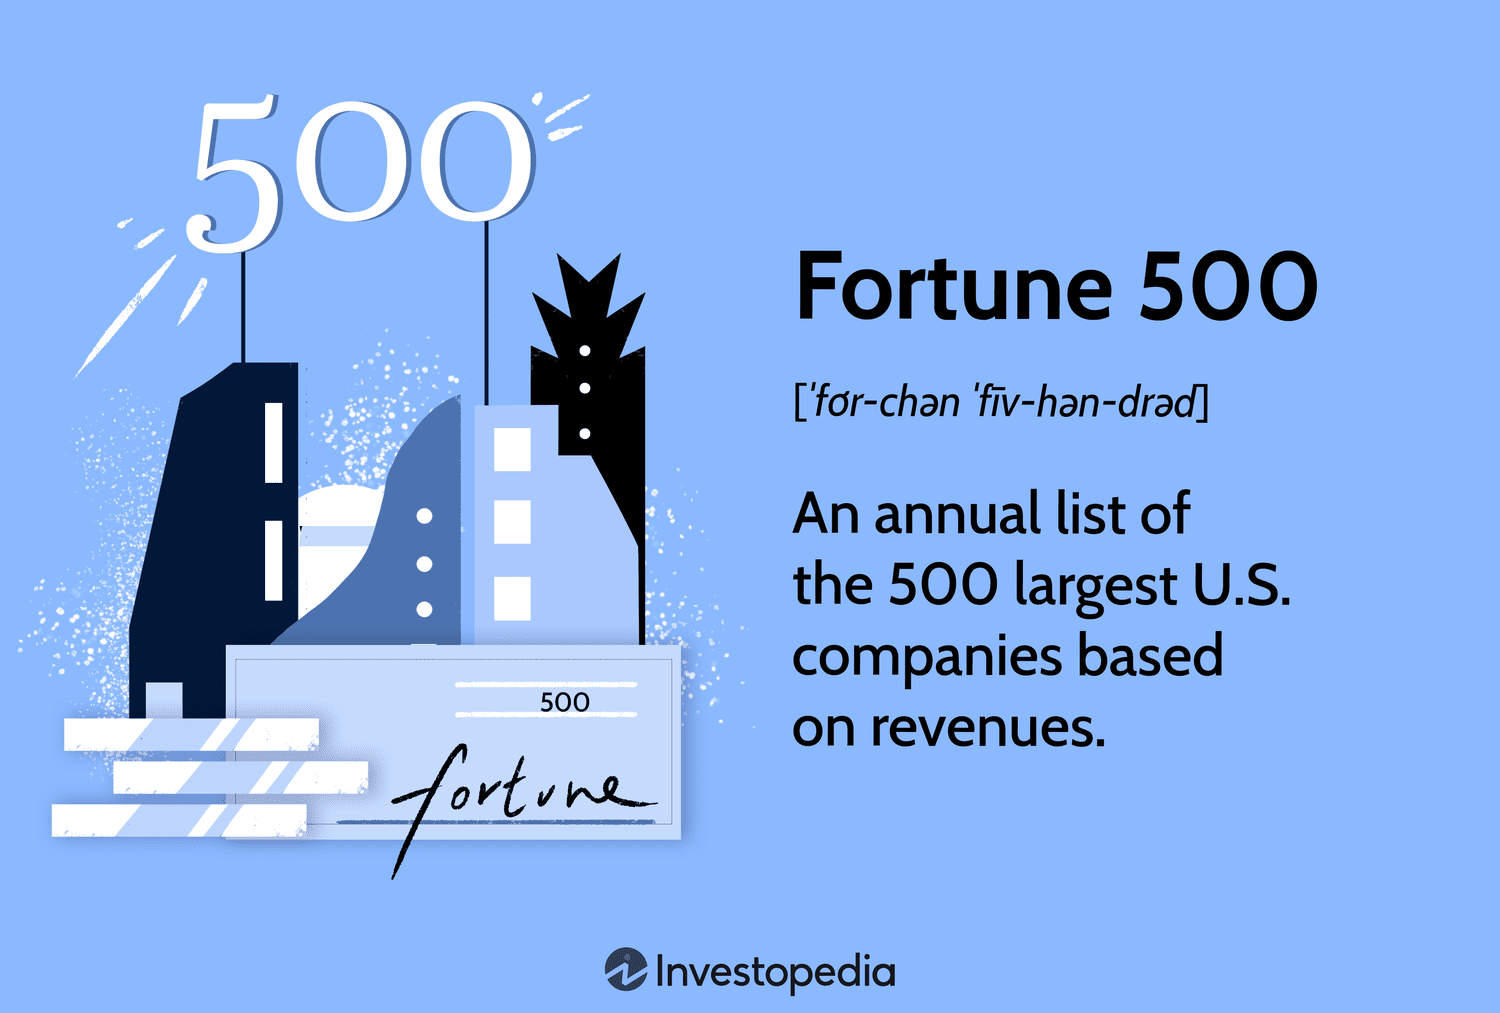 500
Fortune 500
[ˈfȯr-chən ˈfīv-hən-drəd]
An annual list of
the 500 largest U.S.
companies based
on revenues.
500
fortune
Investopedia